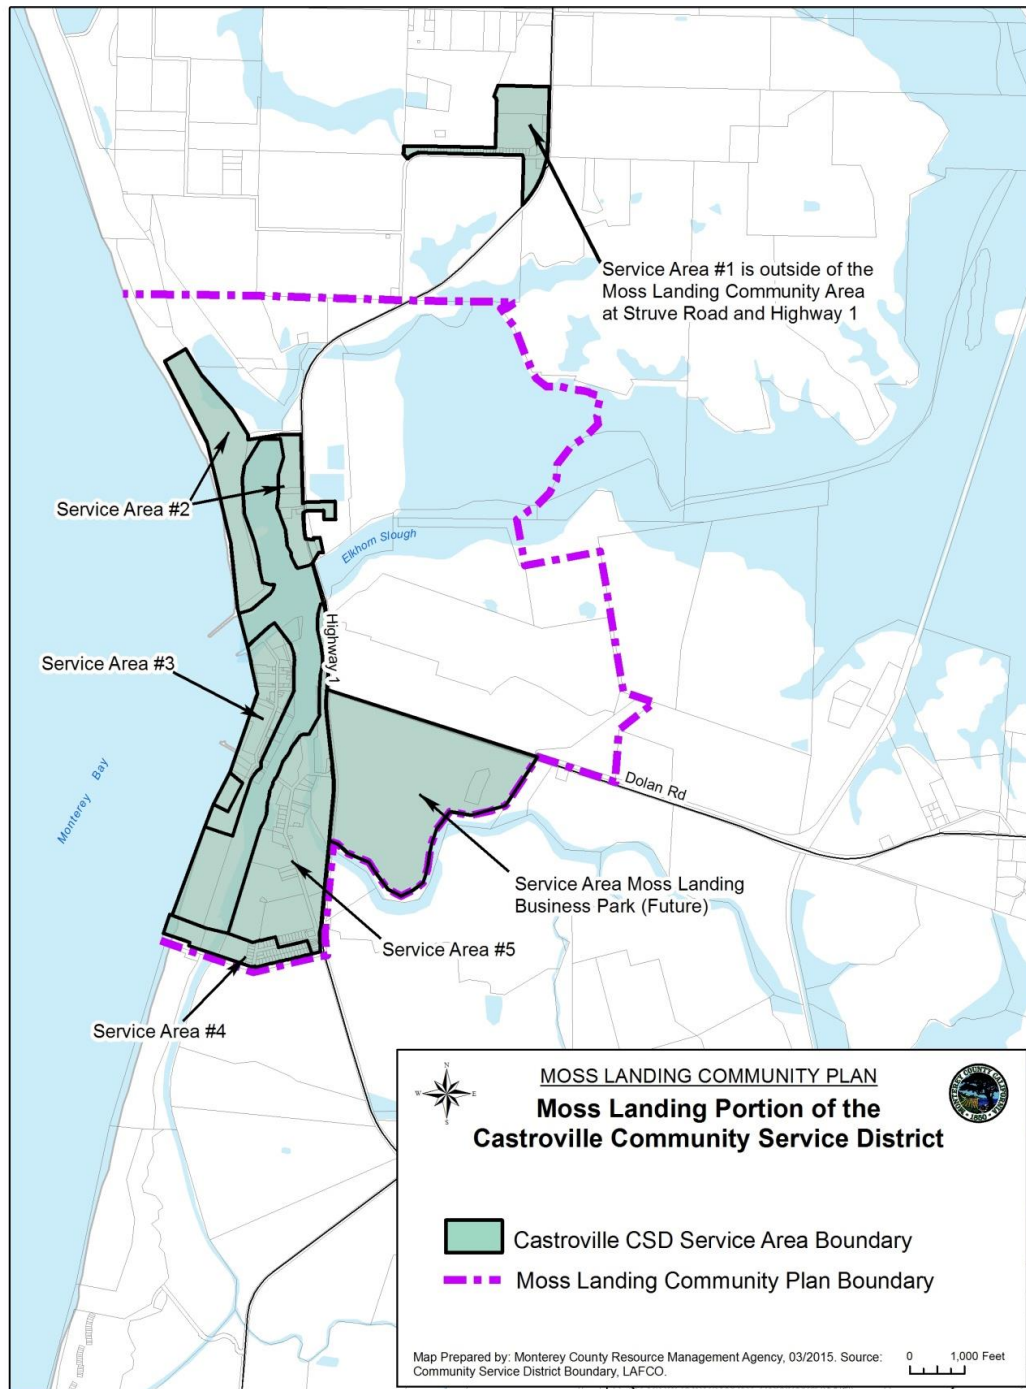 Service Area #1 is outside of the
Moss Landing Community Area
at Struve Road and Highway 1
Service Area #2
Elkhorn Slough
Highway 1
Service Area #3
Monterey Bay
Dolan Rd
Service Area Moss Landing
Business Park (Future)
Service Area #5
Service Area #4
N
W
E
S
MOSS LANDING COMMUNITY PLAN
Moss Landing Portion of the
Castroville Community Service District
MONTEREY COUNTY CALIFORNIA
1850
Castroville CSD Service Area Boundary
Moss Landing Community Plan Boundary
Map Prepared by: Monterey County Resource Management Agency, 03/2015. Source:
Community Service District Boundary, LAFCO.
0 1,000 Feet